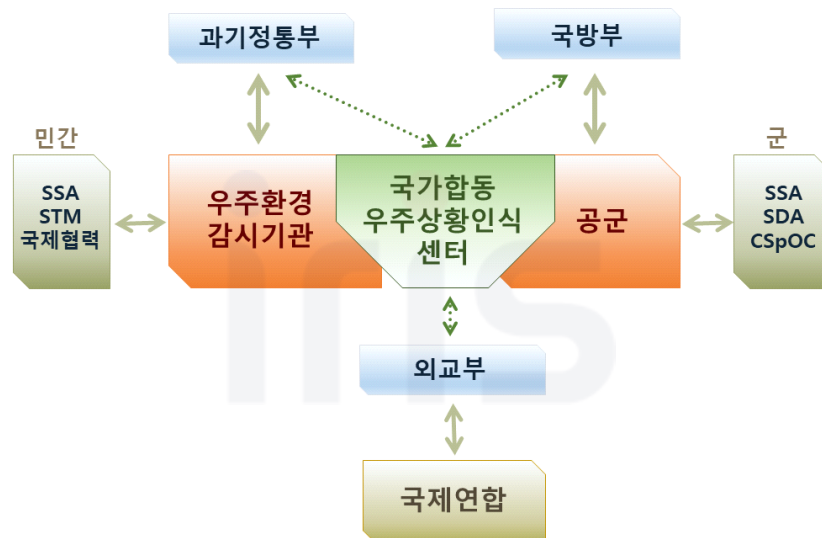 과기정통부
국방부
민간
군
SSA
STM
국제협력
우주환경
감시기관
국가합동
우주상황인식
센터
공군
SSA
SDA
CSpOC
외교부
국제연합
iris